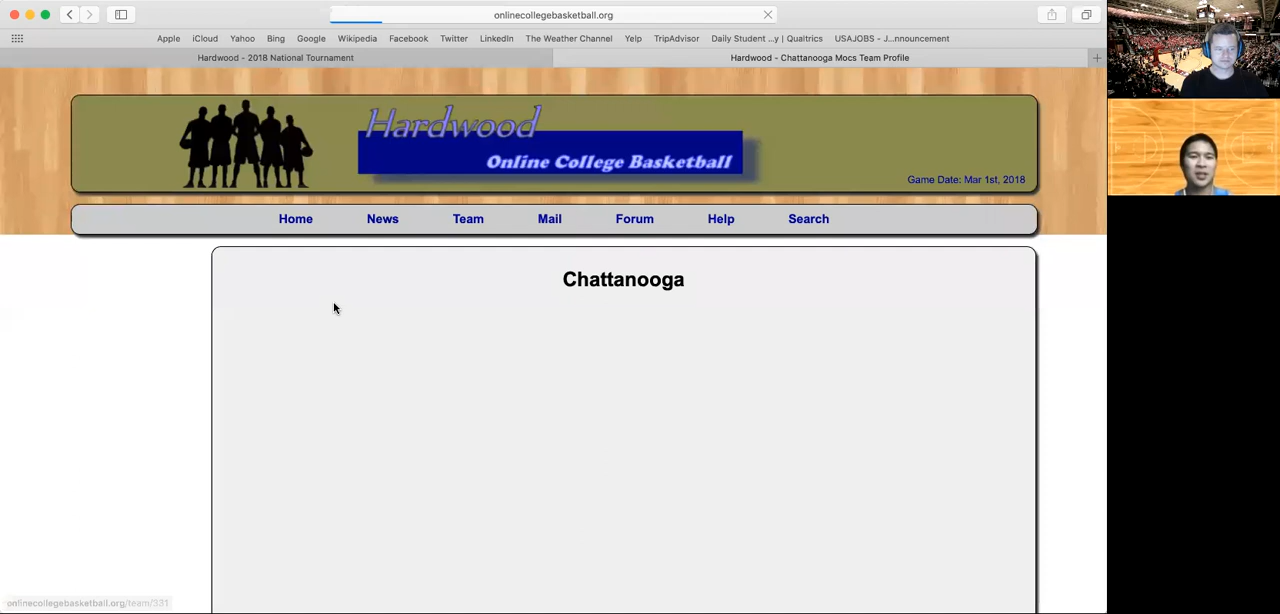 onlinecollegebasketball.org
Apple iCloud Yahoo Bing Google Wikipedia Facebook Twitter LinkedIn The Weather Channel Yelp TripAdvisor Daily Student ...y | Qualtrics USAJOBS - J...nnouncement
Hardwood - 2018 National Tournament Hardwood - Chattanooga Mocs Team Profile
Hardwood
Online College Basketball
Game Date: Mar 1st, 2018
Home News Team Mail Forum Help Search
Chattanooga
onlinecollegebasketball.org/team/331